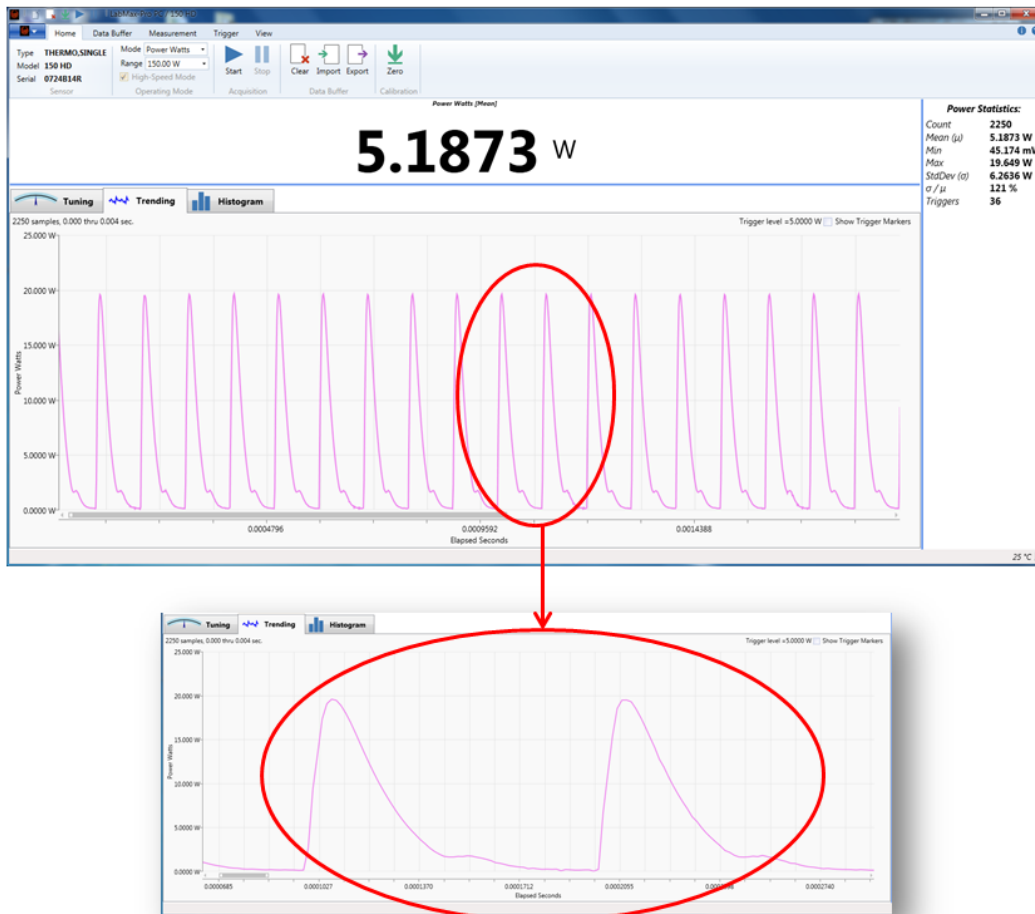 LabMax-Pro PC / 150 HD
Home Data Buffer Measurement Trigger View
Type THERMO,SINGLE
Model 150 HD
Serial 0724B14R
Sensor
Mode Power Watts
Range 150.00 W
High-Speed Mode
Operating Mode
Start Stop
Acquisition
Clear Import Export
Data Buffer
Zero
Calibration
Power Watts [Mean]
5.1873 W
Power Statistics:
Count 2250
Mean (μ) 5.1873 W
Min 45.174 mW
Max 19.649 W
StdDev (σ) 6.2636 W
σ / μ 121 %
Triggers 36
Tuning Trending Histogram
2250 samples, 0.000 thru 0.004 sec.
Trigger level =5.0000 W Show Trigger Markers
25.000 W
20.000 W
15.000 W
10.000 W
5.0000 W
0.0000 W
Power Watts
0.0004796 0.0009592 0.0014388
Elapsed Seconds
25 °C
Tuning Trending Histogram
2250 samples, 0.000 thru 0.004 sec.
Trigger level =5.0000 W Show Trigger Markers
25.000 W
20.000 W
15.000 W
10.000 W
5.0000 W
0.0000 W
Power Watts
0.0000685 0.0001027 0.0001370 0.0001712 0.0002055 0.0002740
Elapsed Seconds